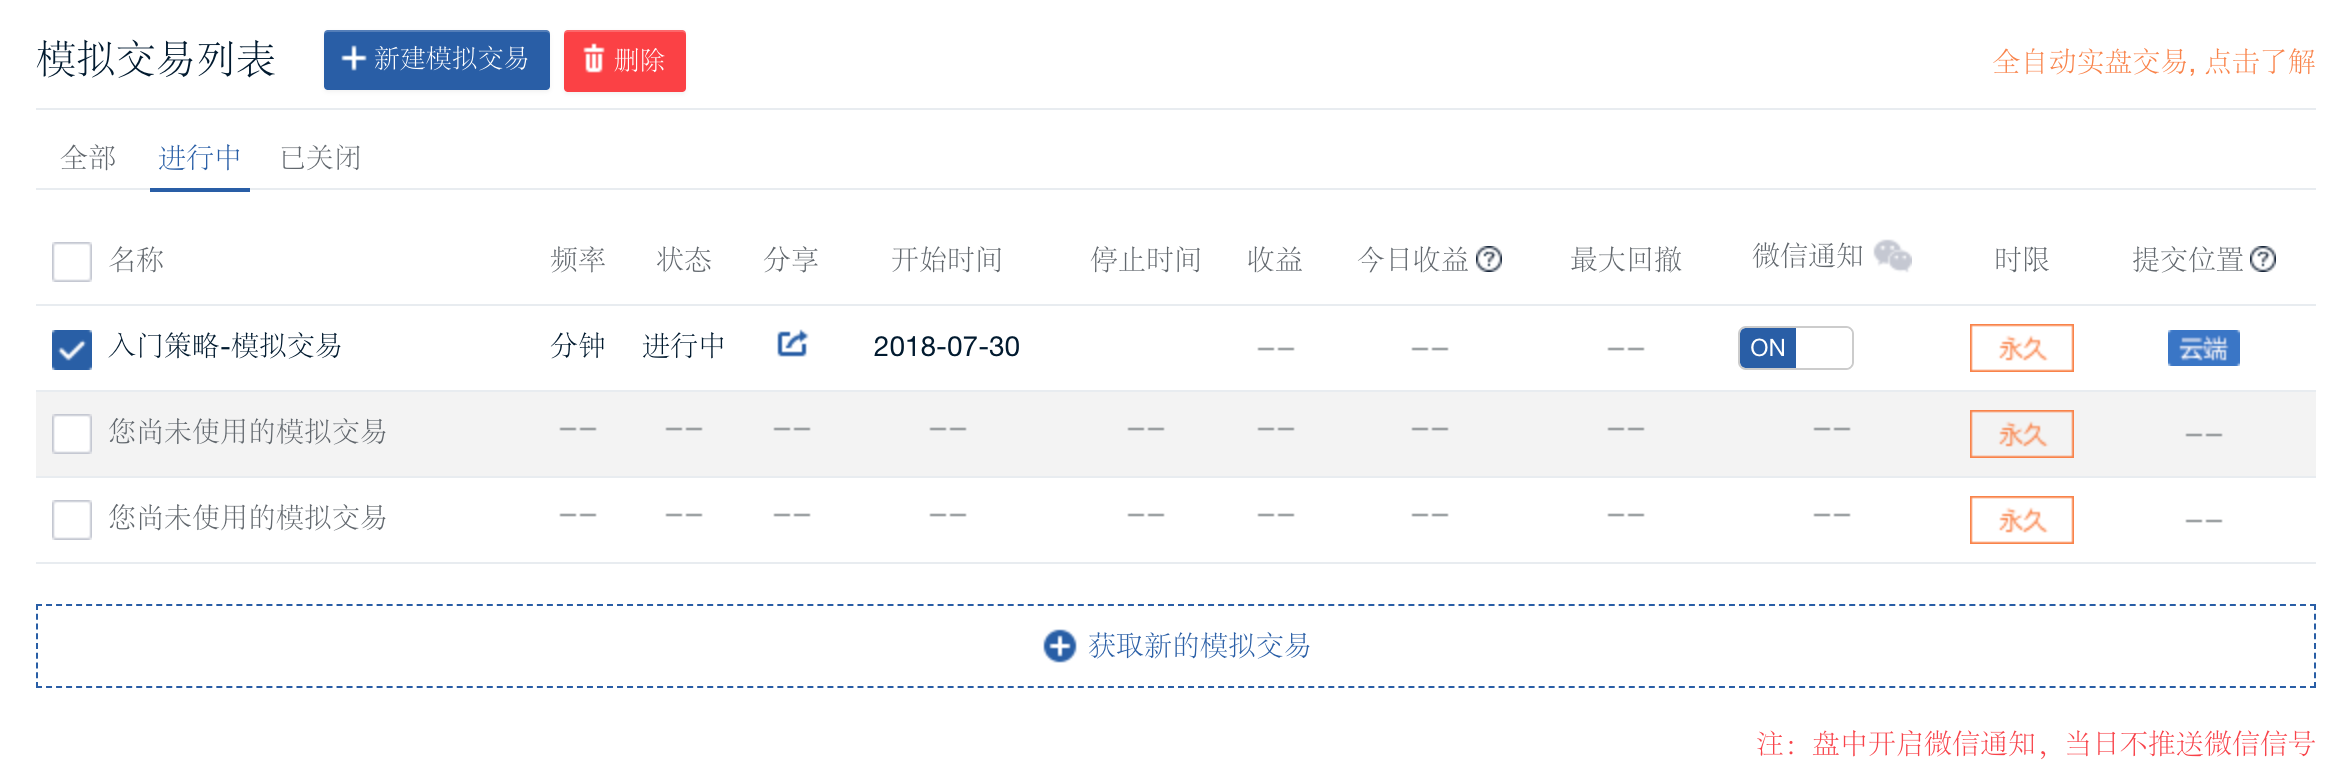 模拟交易列表 新建模拟交易 删除 全自动实盘交易, 点击了解
全部 进行中 已关闭
名称 频率 状态 分享 开始时间 停止时间 收益 今日收益 最大回撤 微信通知 时限 提交位置
入门策略-模拟交易 分钟 进行中 2018-07-30 -- -- -- ON 永久 云端
您尚未使用的模拟交易 -- -- -- -- -- -- -- -- -- 永久 --
您尚未使用的模拟交易 -- -- -- -- -- -- -- -- -- 永久 --
获取新的模拟交易
注：盘中开启微信通知，当日不推送微信信号